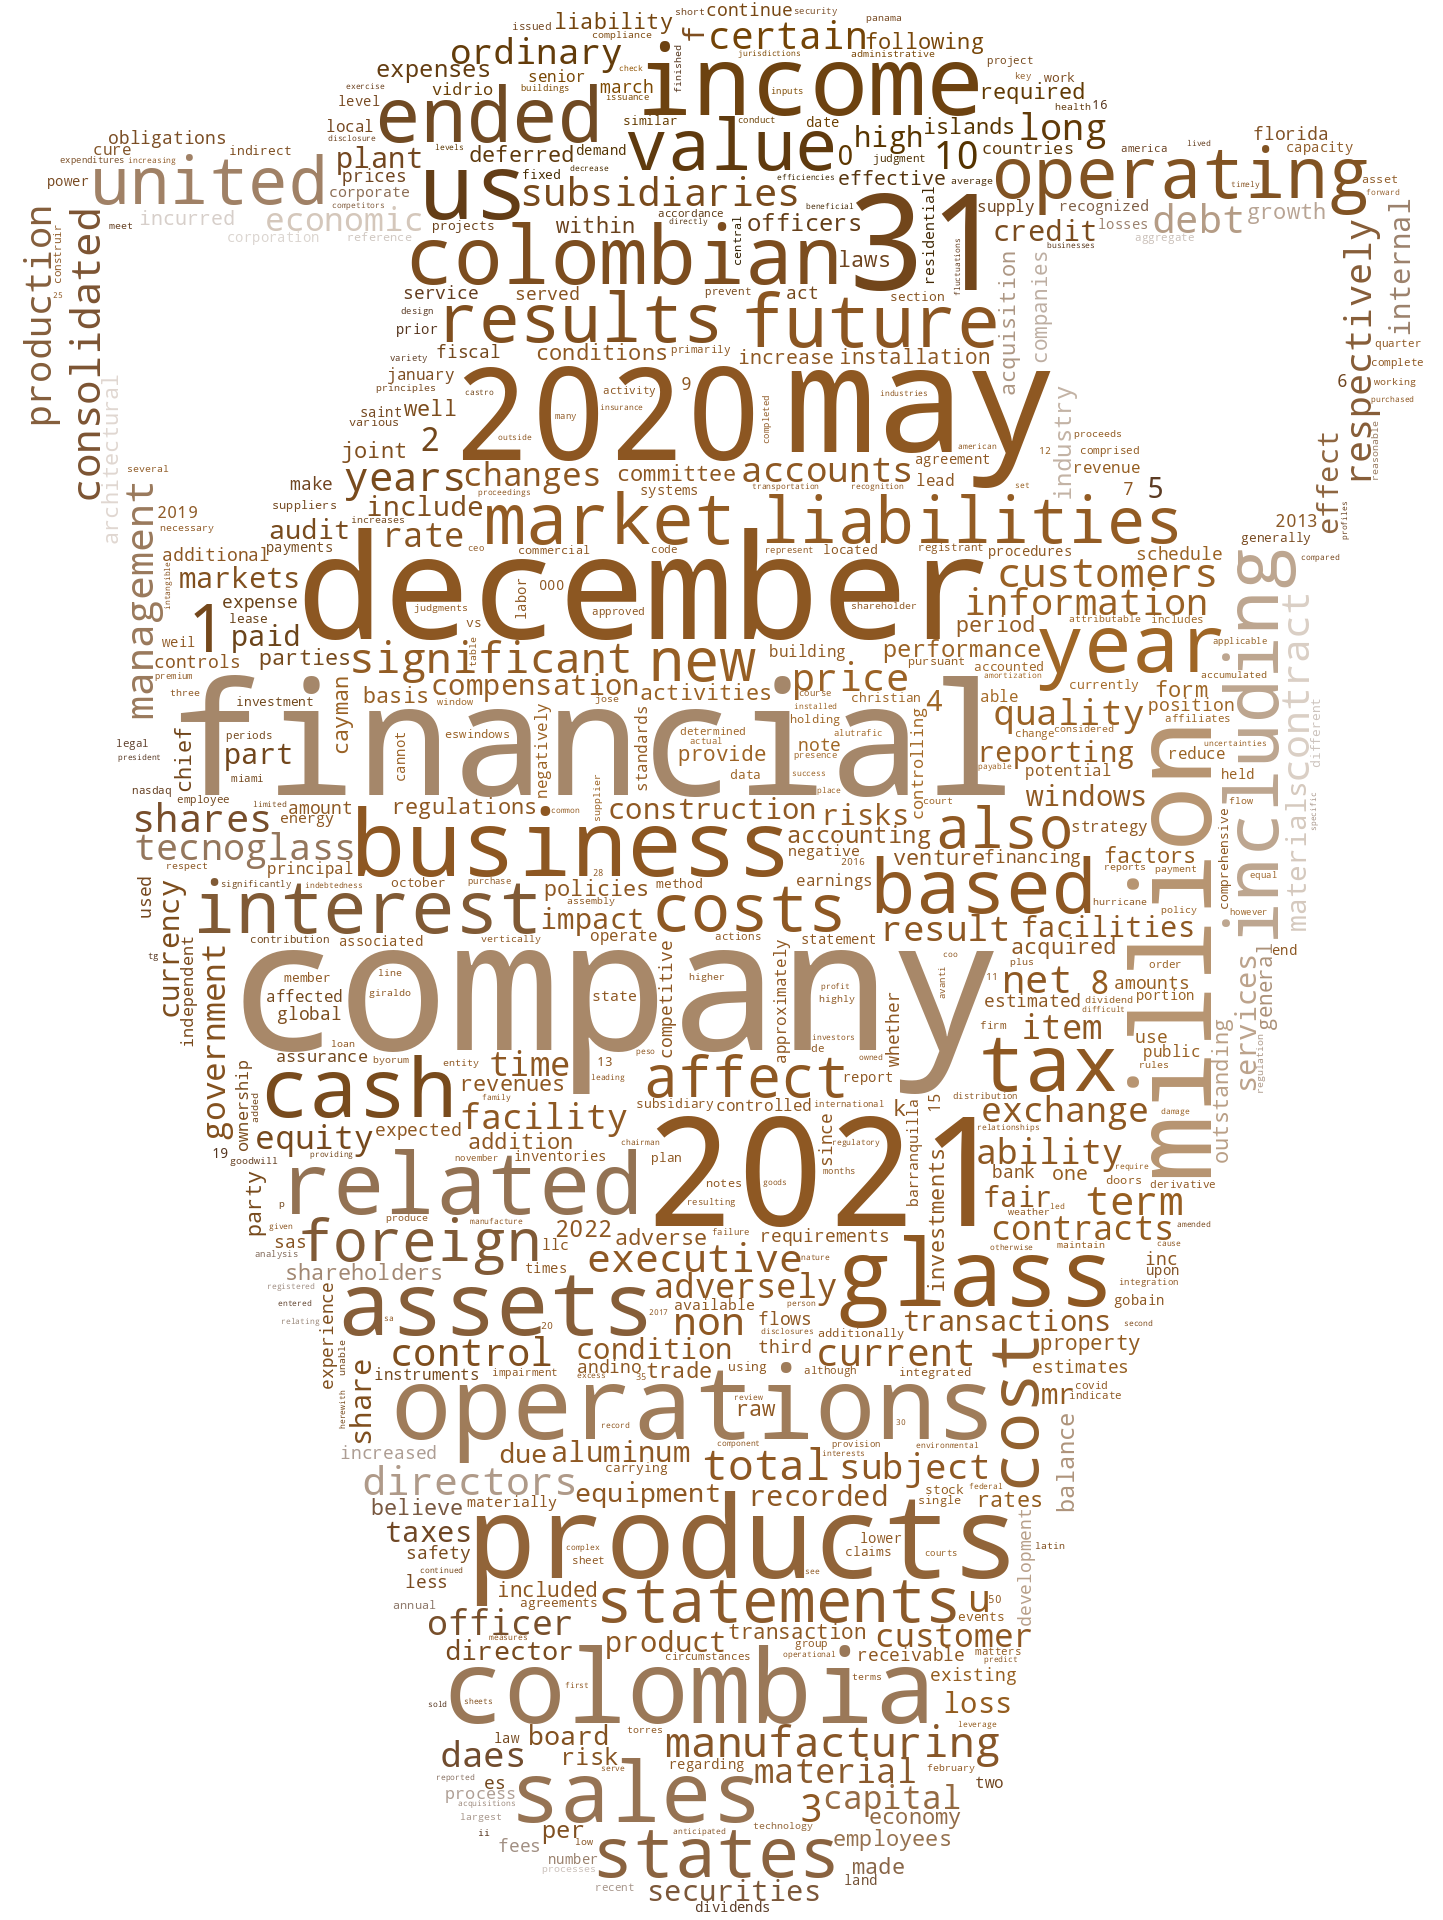 short continue security
issued liability f certain panama
compliance following
ordinary jurisdictions administrative
expenses senior check finished income project
exercise vidrio buildings march key work
level ended issuance inputs required health 16
disclosure local similar conduct date high islands long florida
obligations levels demand value 0 judgment 10 countries america lived capacity
cure indirect plant deferred decrease efficiencies
expenditures increasing prices us fixed effective average operating timely asset
power united corporate subsidiaries beneficial residential supply recognized forward
competitors accordance 31 debt growth
incurred economic projects within directly central officers credit losses
meet corporation reference colombian laws businesses aggregate
production construir consolidated service served prevent act section fluctuations acquisition companies respectively internal
25 design results future quarter
prior fiscal conditions primarily increase installation complete
variety january 2020 activity 9 may industries 6 working
architectural principles castro many insurance completed industry purchased
saint well outside american proceeds
various 2 12 comprised reasonable
joint years changes committee accounts agreement revenue effect
several make proceedings systems transportation recognition lead set 7 5
management 2019 suppliers include market liabilities 2013 profiles
necessary audit increases rate generally
additional payments ceo commercial code represent located registrant procedures schedule compared
intangible markets december customers including
expense judgments labor 000 approved shareholder information materials contract
1 lease vs period attributable includes
weil paid table building performance year applicable
controls parties significant new pursuant accounted
premium basis compensation activities price course christian amortization able currently form accumulated
three investment window jose installed 4 quality position different
financial cayman holding change considered affiliates
legal periods cannot eswindows negatively standards determined note alutrafic controlling reporting reduce uncertainties
president chief part actual provide presence
miami data success payable potential held
nasdaq employee limited amount regulations common supplier place court windows flow specific
shares energy construction risks million
tecnoglass business accounting also strategy
respect principal negative 2016 venture financing factors comprehensive
significantly indebtedness october 28 purchase policies method earnings based reports payment equal
used currency interest assembly impact costs hurricane policy however
contribution associated vertically operate actions statement result facilities
tg independent government company competitive approximately coo acquired order end
member line higher profit avanti 11 plus general
affected giraldo state highly net 8 amounts services
global estimated dividend portion
loan peso investors de whether firm difficult
assurance byorum entity time 13 owned item use public outstanding
cash leading affect report tax rules regulation
ownership added revenues family subsidiary controlled international k 15 distribution
equity expected facility 2021 exchange damage
19 goodwill providing addition chairman since regulatory barranquilla relationships ability
november inventories plan months bank one require
party p related notes goods investments doors derivative
resulting fair weather led term
given produce manufacture 2022 adverse failure requirements contracts amended
sas foreign llc executive nature otherwise maintain cause
analysis shareholders times adversely glass inc upon
registered integration
entered experience assets 2017 available person gobain
relating sa 20 non flows disclosures additionally transactions second
unable control condition third current property
share instruments impairment andino 35 trade using although integrated cost estimates
herewith excess operations review mr covid indicate
record raw 30
increased due aluminum component provision environmental balance
carrying total interests subject
directors equipment recorded stock federal
believe materially single rates
taxes products lower development
safety complex claims courts latin
continued sheet see
less included
annual agreements statements u 50
officer events
measures product transaction group customer
director circumstances operational receivable matters predict
colombia terms existing
sold sheets first loss
law board torres manufacturing leverage
daes risk regarding material
reported es serve february two
process sales 3 capital
acquisitions economy
largest technology
ii per low anticipated employees
fees states
number made
processes land
recent securities
dividends